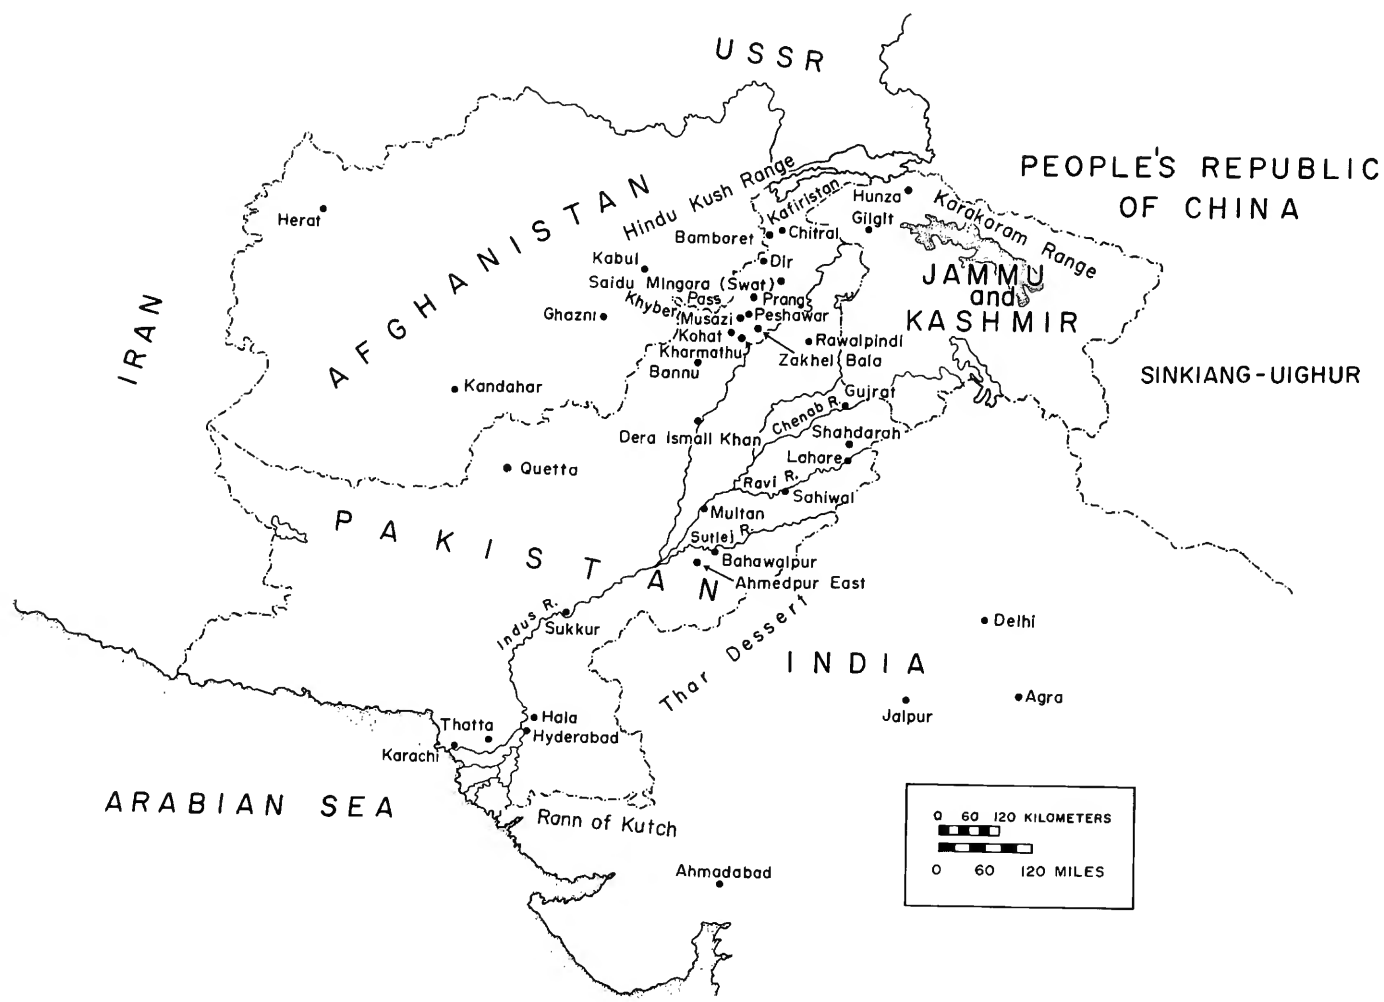 USSR
PEOPLE'S REPUBLIC
OF CHINA
Hindu Kush Range
Kafiristan
Hunza
Karakoram Range
Herat
AFGHANISTAN
Bamboret
Chitral
Gilgit
Kabul
Dir
Saidu Mingora (Swat)
JAMMU
and
KASHMIR
Khyber Pass
Prang
IRAN
Ghazni
Musazi
Peshawar
Kohat
Rawalpindi
Kharmathu
Zakhel Bala
Bannu
SINKIANG-UIGHUR
Kandahar
Gujrat
Chenab R.
Dera Ismail Khan
Shahdarah
Lahare
Quetta
Ravi R.
Sahiwal
PAKISTAN
Multan
Sutlej R.
Bahawalpur
Ahmedpur East
Indus R.
Sukkur
Thar Dessert
Delhi
INDIA
Agra
Jaipur
Hala
Thatta
Hyderabad
Karachi
ARABIAN SEA
Rann of Kutch
0 60 120 KILOMETERS
0 60 120 MILES
Ahmadabad